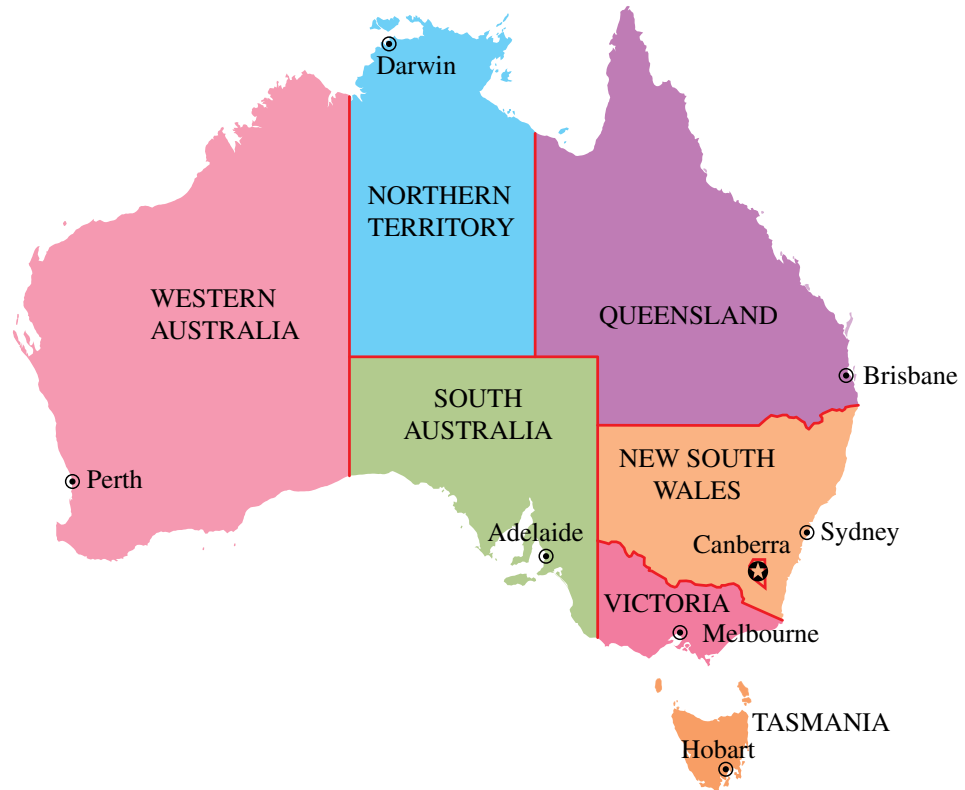 Darwin
NORTHERN
TERRITORY
WESTERN
AUSTRALIA
QUEENSLAND
Brisbane
SOUTH
AUSTRALIA
NEW SOUTH
WALES
Perth
Adelaide
Sydney
Canberra
VICTORIA
Melbourne
TASMANIA
Hobart